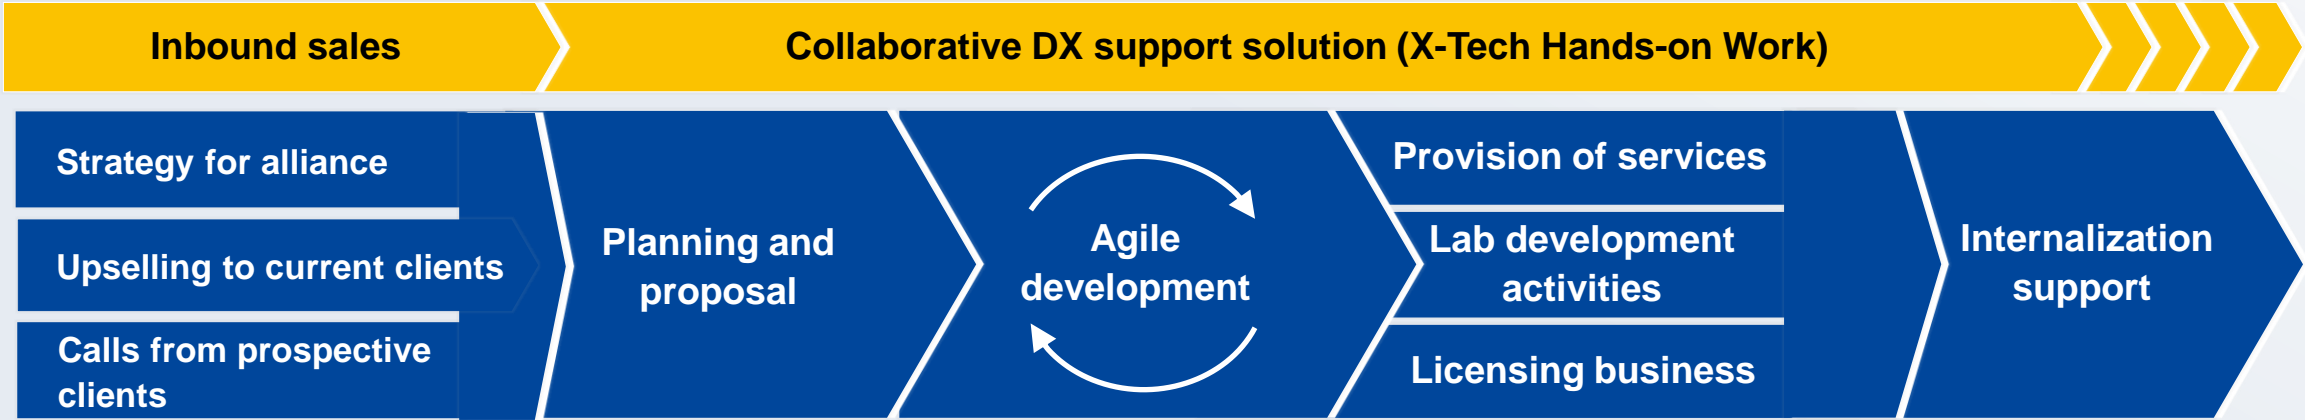 Inbound sales
Collaborative DX support solution (X-Tech Hands-on Work)
Strategy for alliance
Upselling to current clients
Calls from prospective
clients
Planning and
proposal
Agile
development
Provision of services
Lab development
activities
Licensing business
Internalization
support